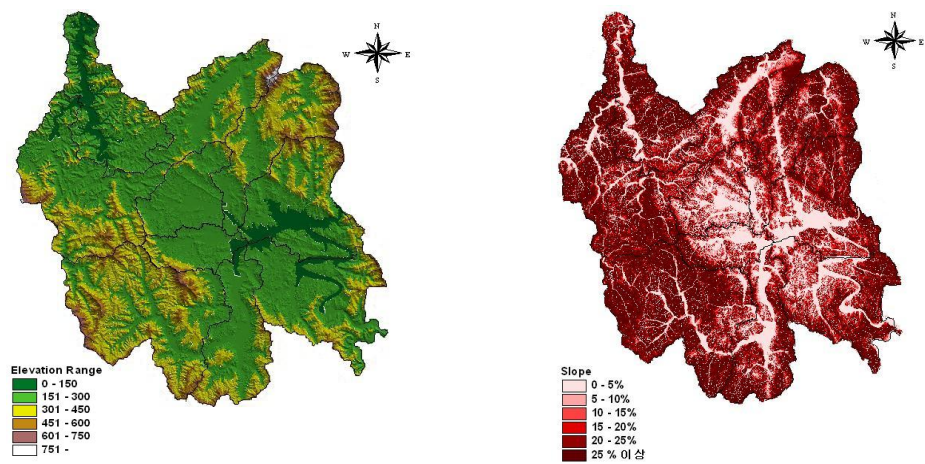 N
W E
S
Elevation Range
0 - 150
151 - 300
301 - 450
451 - 600
601 - 750
751 -
N
W E
S
Slope
0 - 5%
5 - 10%
10 - 15%
15 - 20%
20 - 25%
25 % 이상